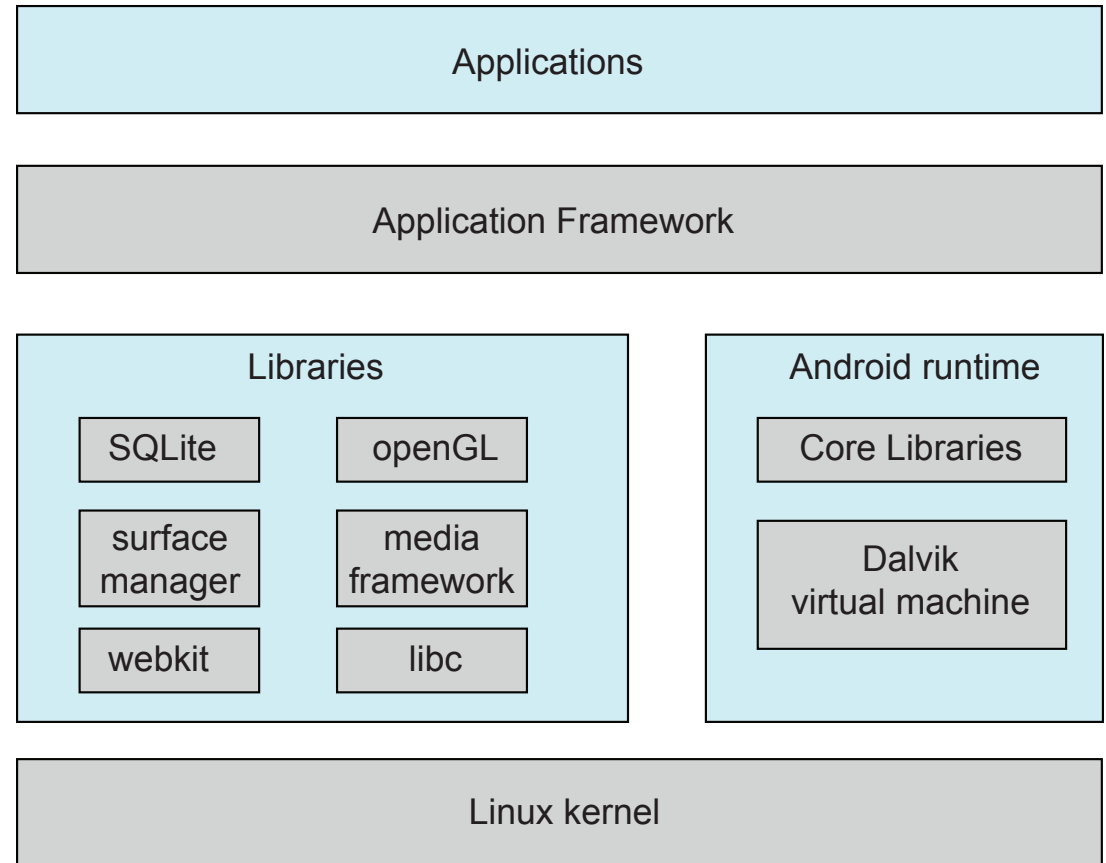 Applications
Application Framework
Libraries
SQLite
openGL
surface
manager
media
framework
webkit
libc
Android runtime
Core Libraries
Dalvik
virtual machine
Linux kernel